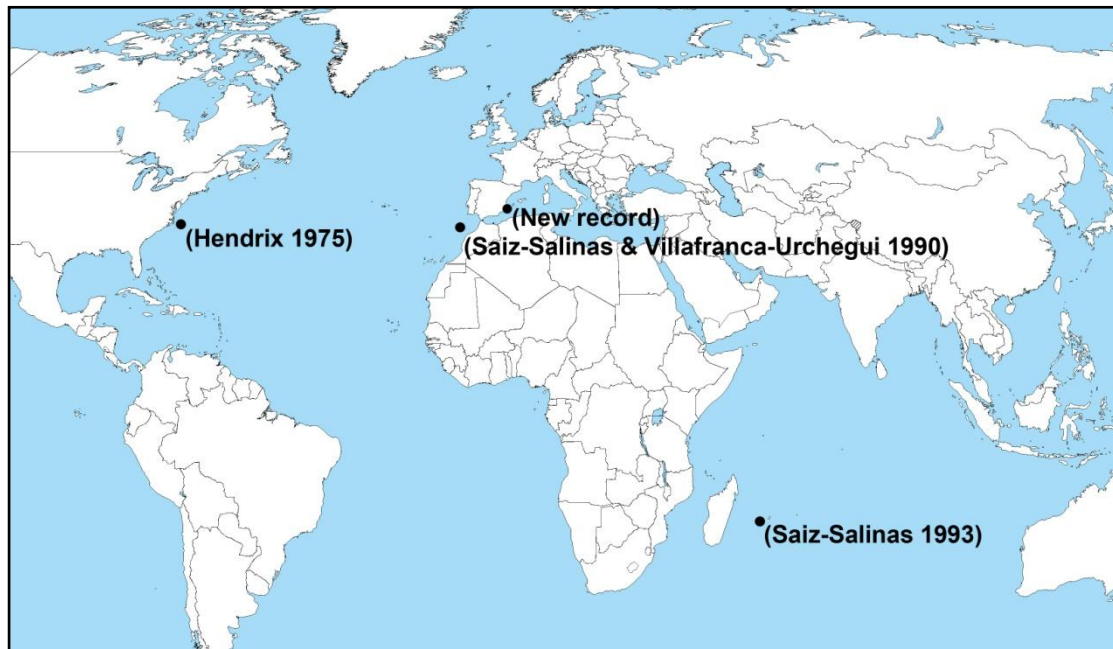 (New record)
(Hendrix 1975)
(Saiz-Salinas & Villafranca-Urchegui 1990)
(Saiz-Salinas 1993)